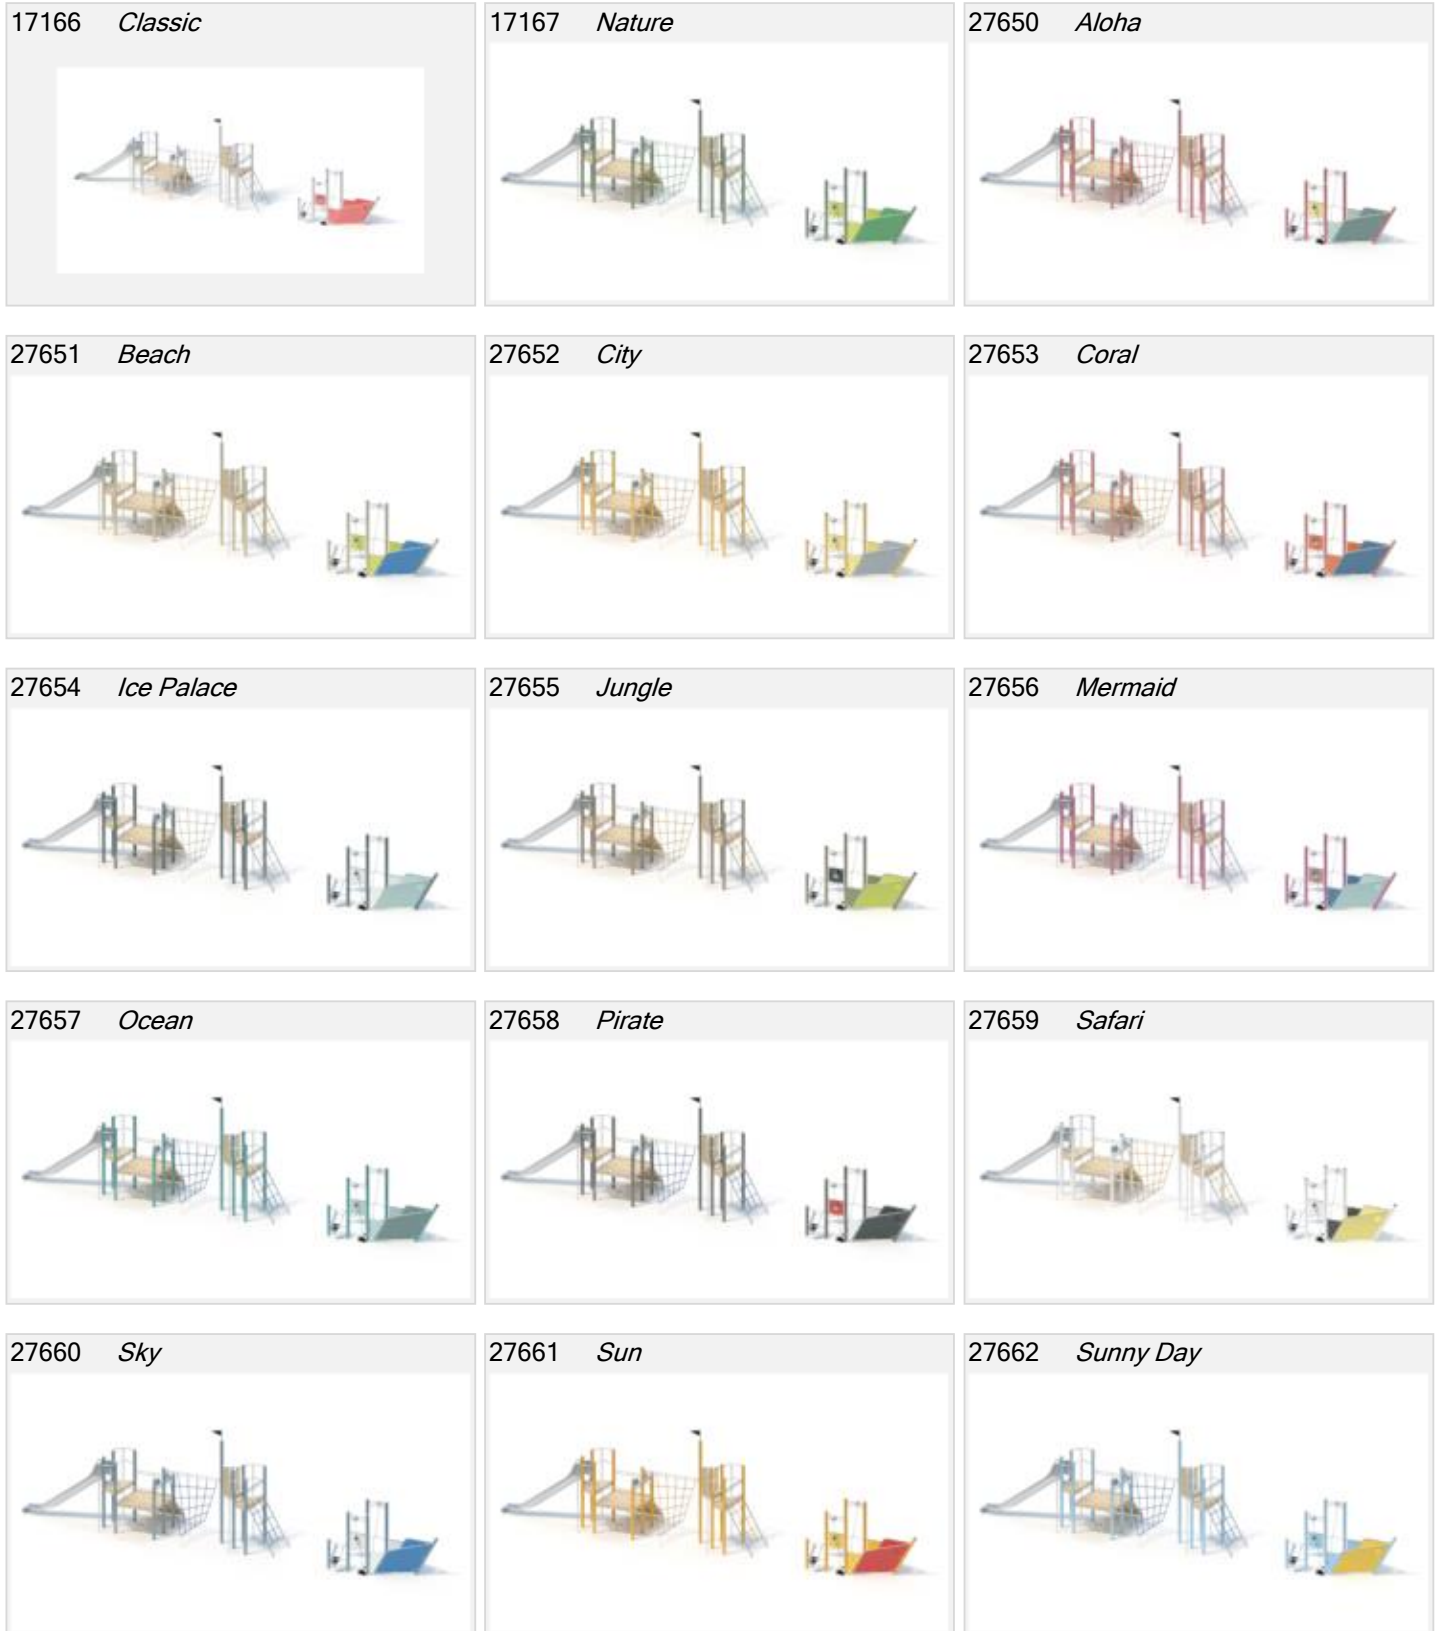 17166 Classic
17167 Nature
27650 Aloha
27651 Beach
27652 City
27653 Coral
27654 Ice Palace
27655 Jungle
27656 Mermaid
27657 Ocean
27658 Pirate
27659 Safari
27660 Sky
27661 Sun
27662 Sunny Day